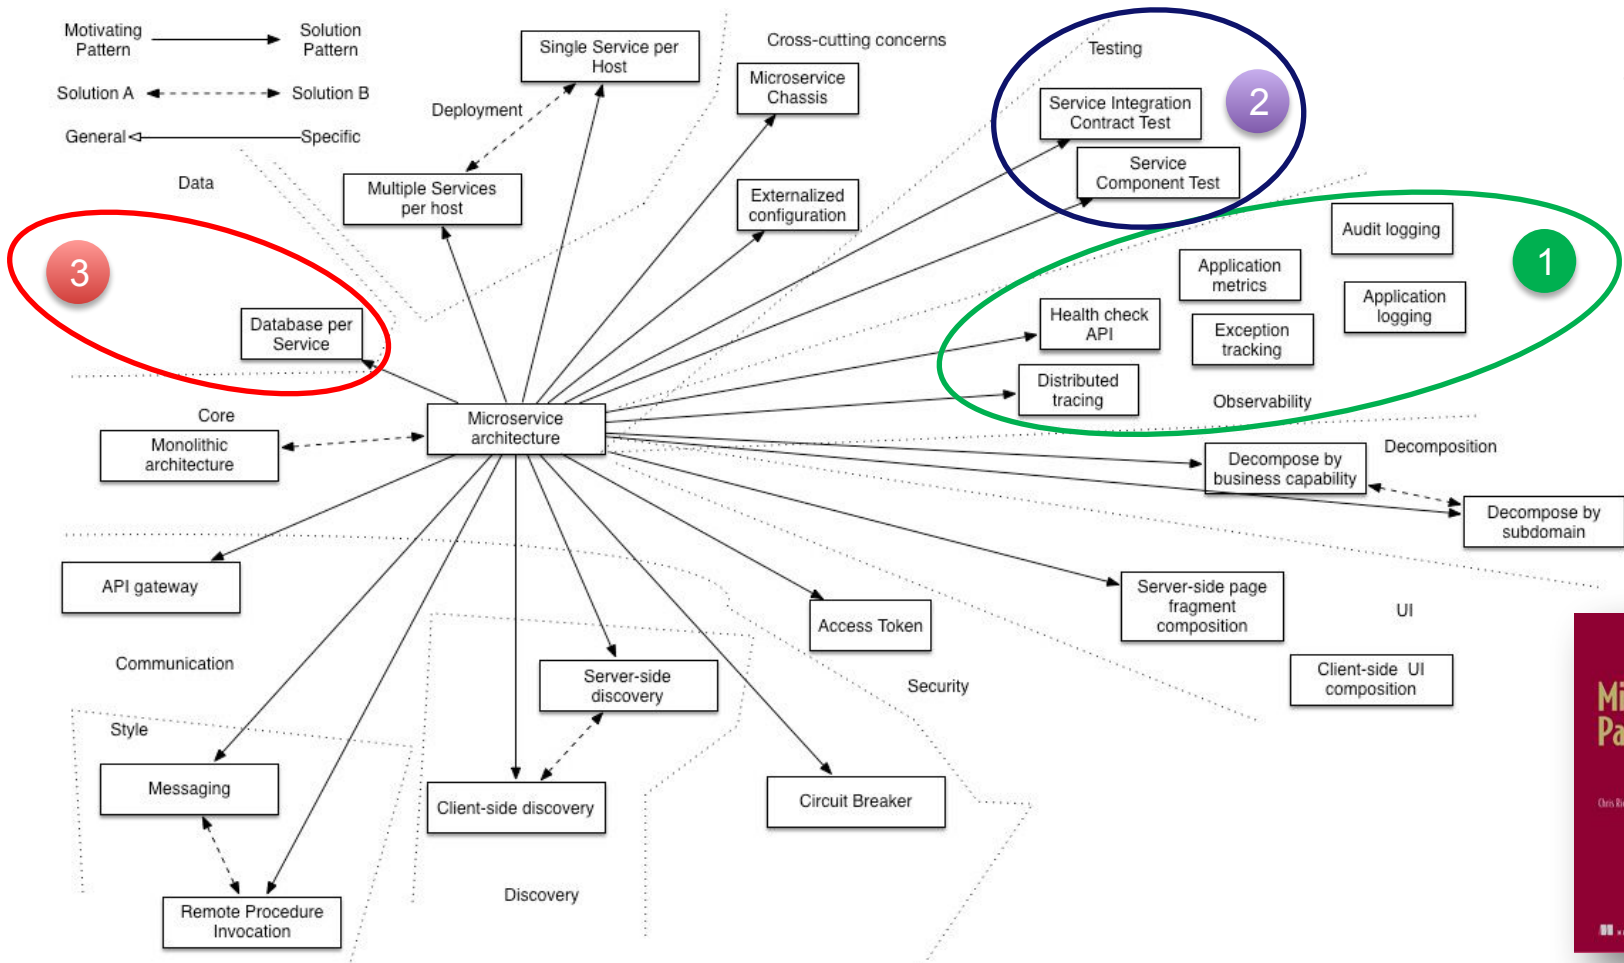 Motivating
Pattern
Solution
Pattern
Solution A
Solution B
General
Specific
Single Service per
Host
Deployment
Multiple Services
per host
Data
Cross-cutting concerns
Microservice
Chassis
Externalized
configuration
Testing
Service Integration
Contract Test
2
Service
Component Test
Audit logging
1
Application
metrics
Application
logging
Health check
API
Exception
tracking
Distributed
tracing
Observability
3
Database per
Service
Core
Monolithic
architecture
Microservice
architecture
Decomposition
Decompose by
business capability
Decompose by
subdomain
API gateway
Communication
Access Token
Server-side page
fragment
composition
UI
Client-side UI
composition
Security
Server-side
discovery
Style
Messaging
Client-side discovery
Circuit Breaker
Discovery
Remote Procedure
Invocation
Mi
Pa